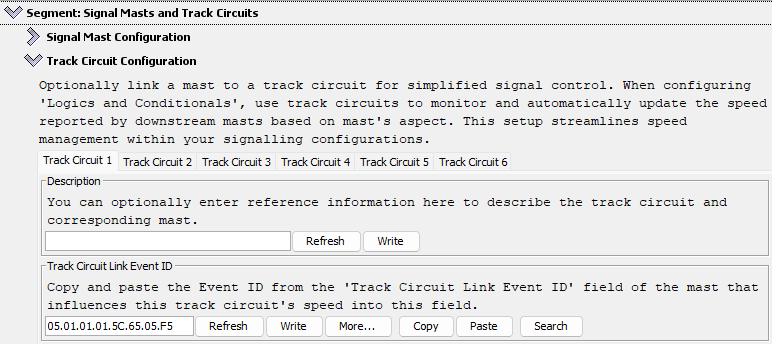 Segment: Signal Masts and Track Circuits
Signal Mast Configuration
Track Circuit Configuration
Optionally link a mast to a track circuit for simplified signal control. When configuring
'Logics and Conditionals', use track circuits to monitor and automatically update the speed
reported by downstream masts based on mast's aspect. This setup streamlines speed
management within your signalling configurations.
Track Circuit 1 Track Circuit 2 Track Circuit 3 Track Circuit 4 Track Circuit 5 Track Circuit 6
Description
You can optionally enter reference information here to describe the track circuit and
corresponding mast.
Refresh Write
Track Circuit Link Event ID
Copy and paste the Event ID from the 'Track Circuit Link Event ID' field of the mast that
influences this track circuit's speed into this field.
05.01.01.01.5C.65.05.F5 Refresh Write More... Copy Paste Search